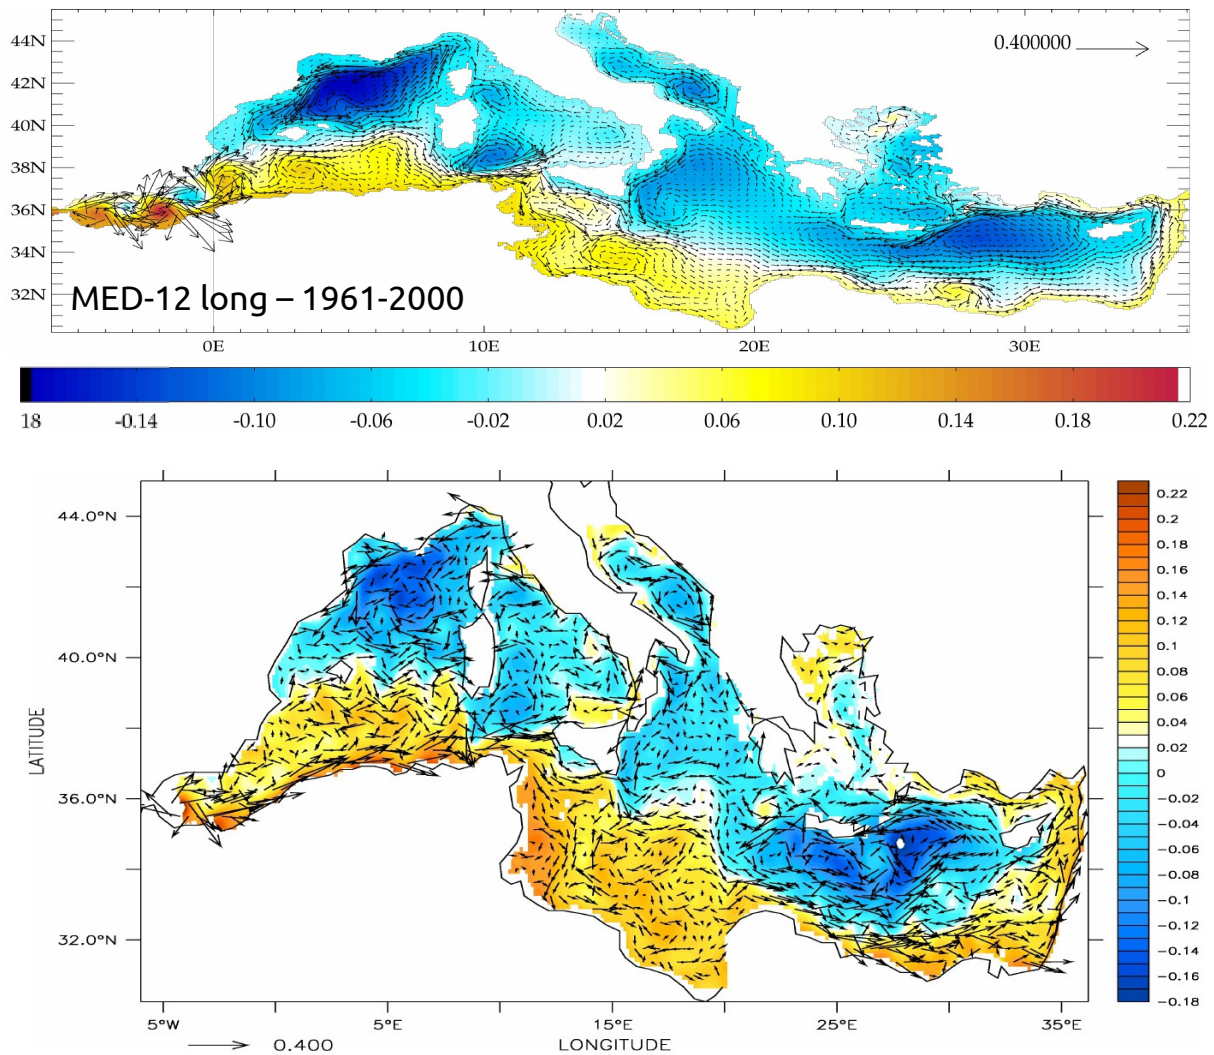 44N
0.400000
42N
40N
38N
36N
34N
32N
MED-12 long – 1961-2000
0E 10E 20E 30E
18 -0.14 -0.10 -0.06 -0.02 0.02 0.06 0.10 0.14 0.18 0.22
44.0°N
40.0°N
36.0°N
32.0°N
LATITUDE
0.22
0.2
0.18
0.16
0.14
0.12
0.1
0.08
0.06
0.04
0.02
0
−0.02
−0.04
−0.06
−0.08
−0.1
−0.12
−0.14
−0.16
−0.18
5°W 5°E 15°E 25°E 35°E
0.400
LONGITUDE